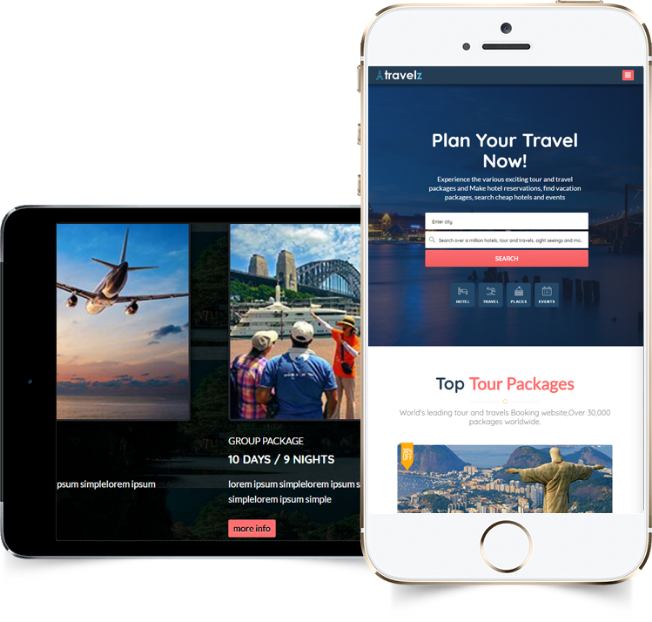 travelz
Plan Your Travel
Now!
Experience the various exciting tour and travel
packages and Make hotel reservations, find vacation
packages, search cheap hotels and events
Enter city
Search over a million hotels, tour and travels, sight seeings and mo..
SEARCH
HOTEL TRAVEL PLACES EVENTS
Top Tour Packages
World's leading tour and travels Booking website,Over 30,000
packages worldwide.
GROUP PACKAGE
10 DAYS / 9 NIGHTS
psum simplelorem ipsum
lorem ipsum simplelorem ipsum s
simplelorem ipsum simple
more info